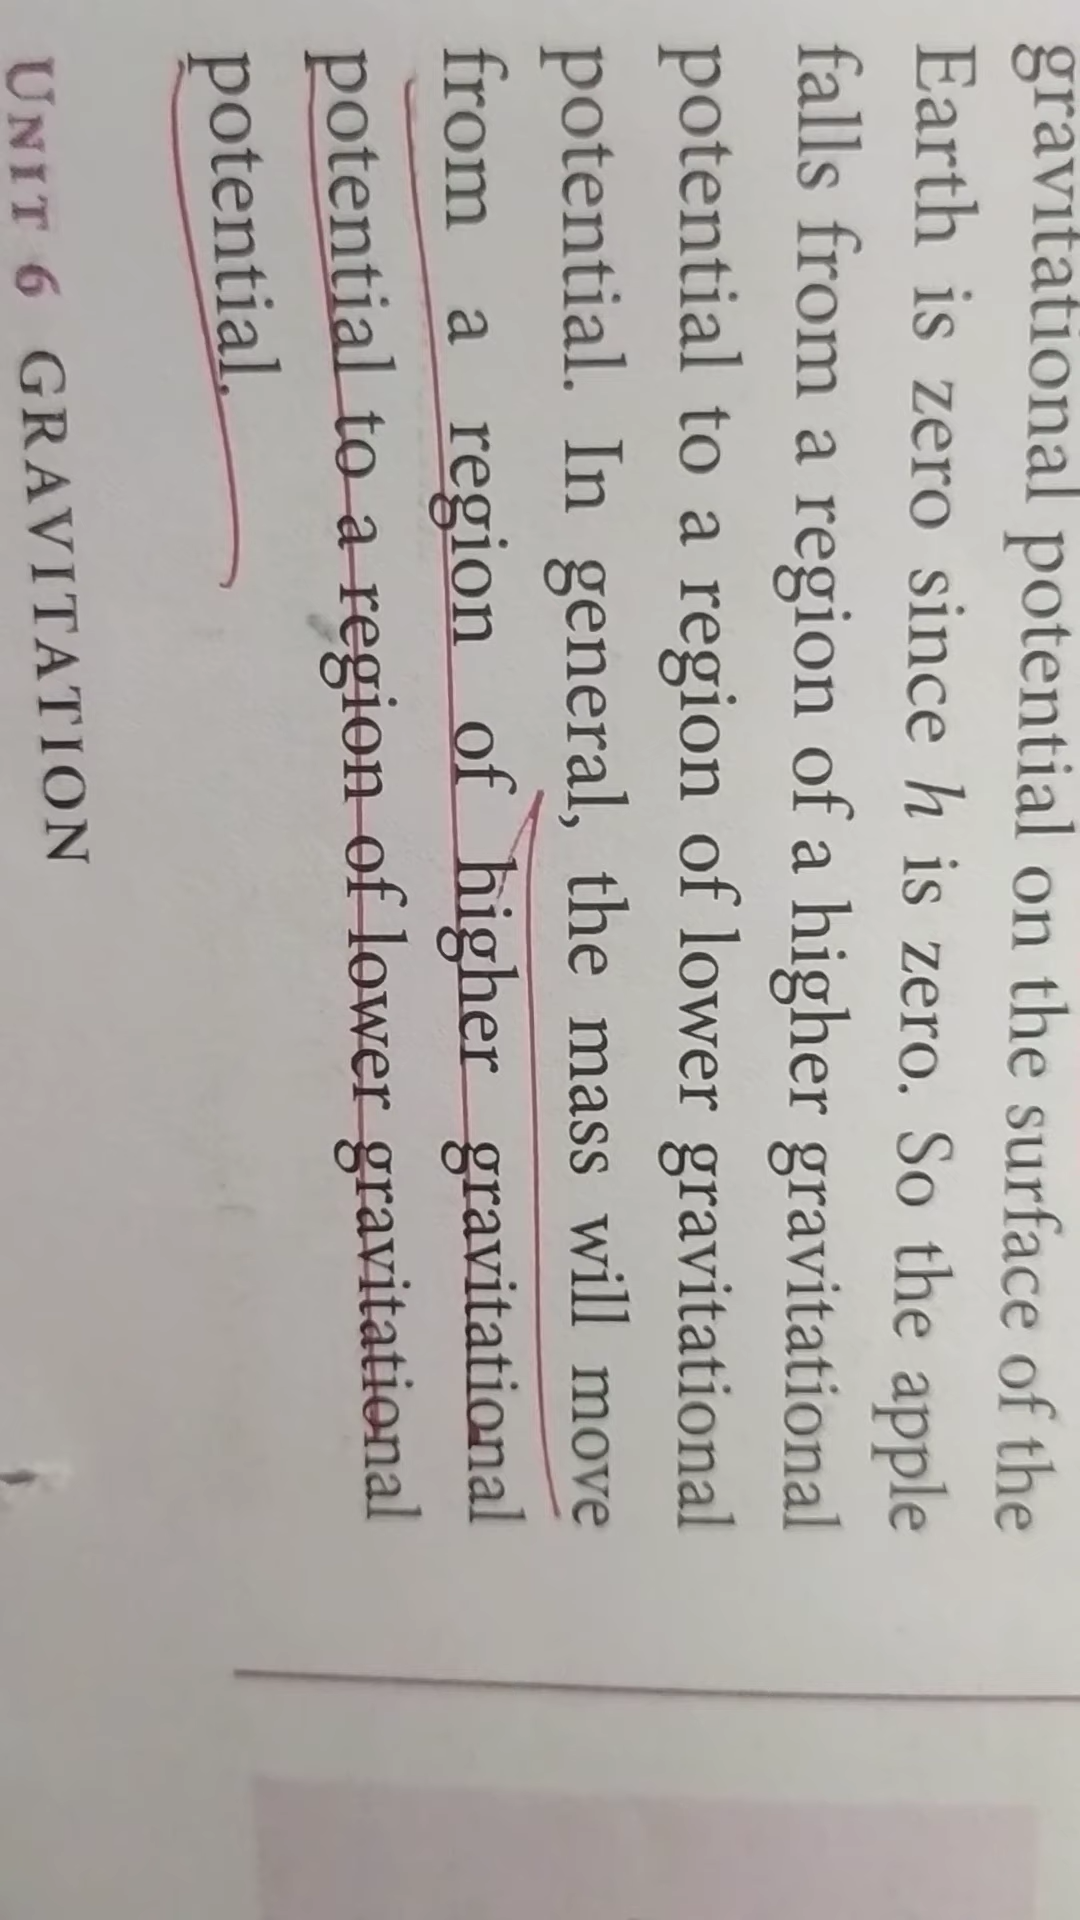 gravitational potential on the surface of the
Earth is zero since h is zero. So the apple
falls from a region of a higher gravitational
potential to a region of lower gravitational
potential. In general, the mass will move
from a region of higher gravitational
potential to a region of lower gravitational
potential.
UNIT 6 GRAVITATION